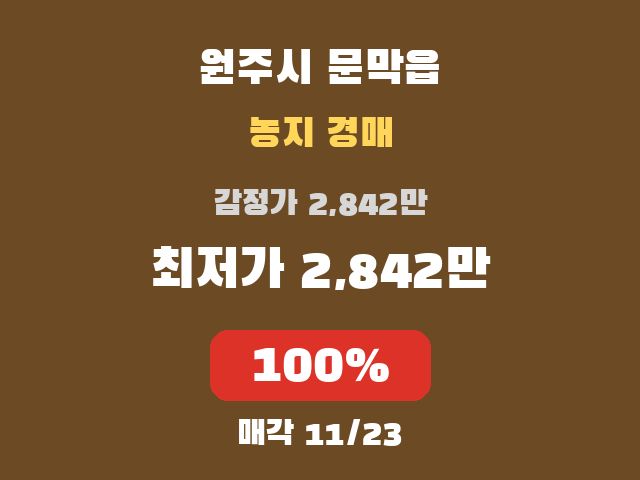 원주시 문막읍
농지 경매
감정가 2,842만
최저가 2,842만
100%
매각 11/23